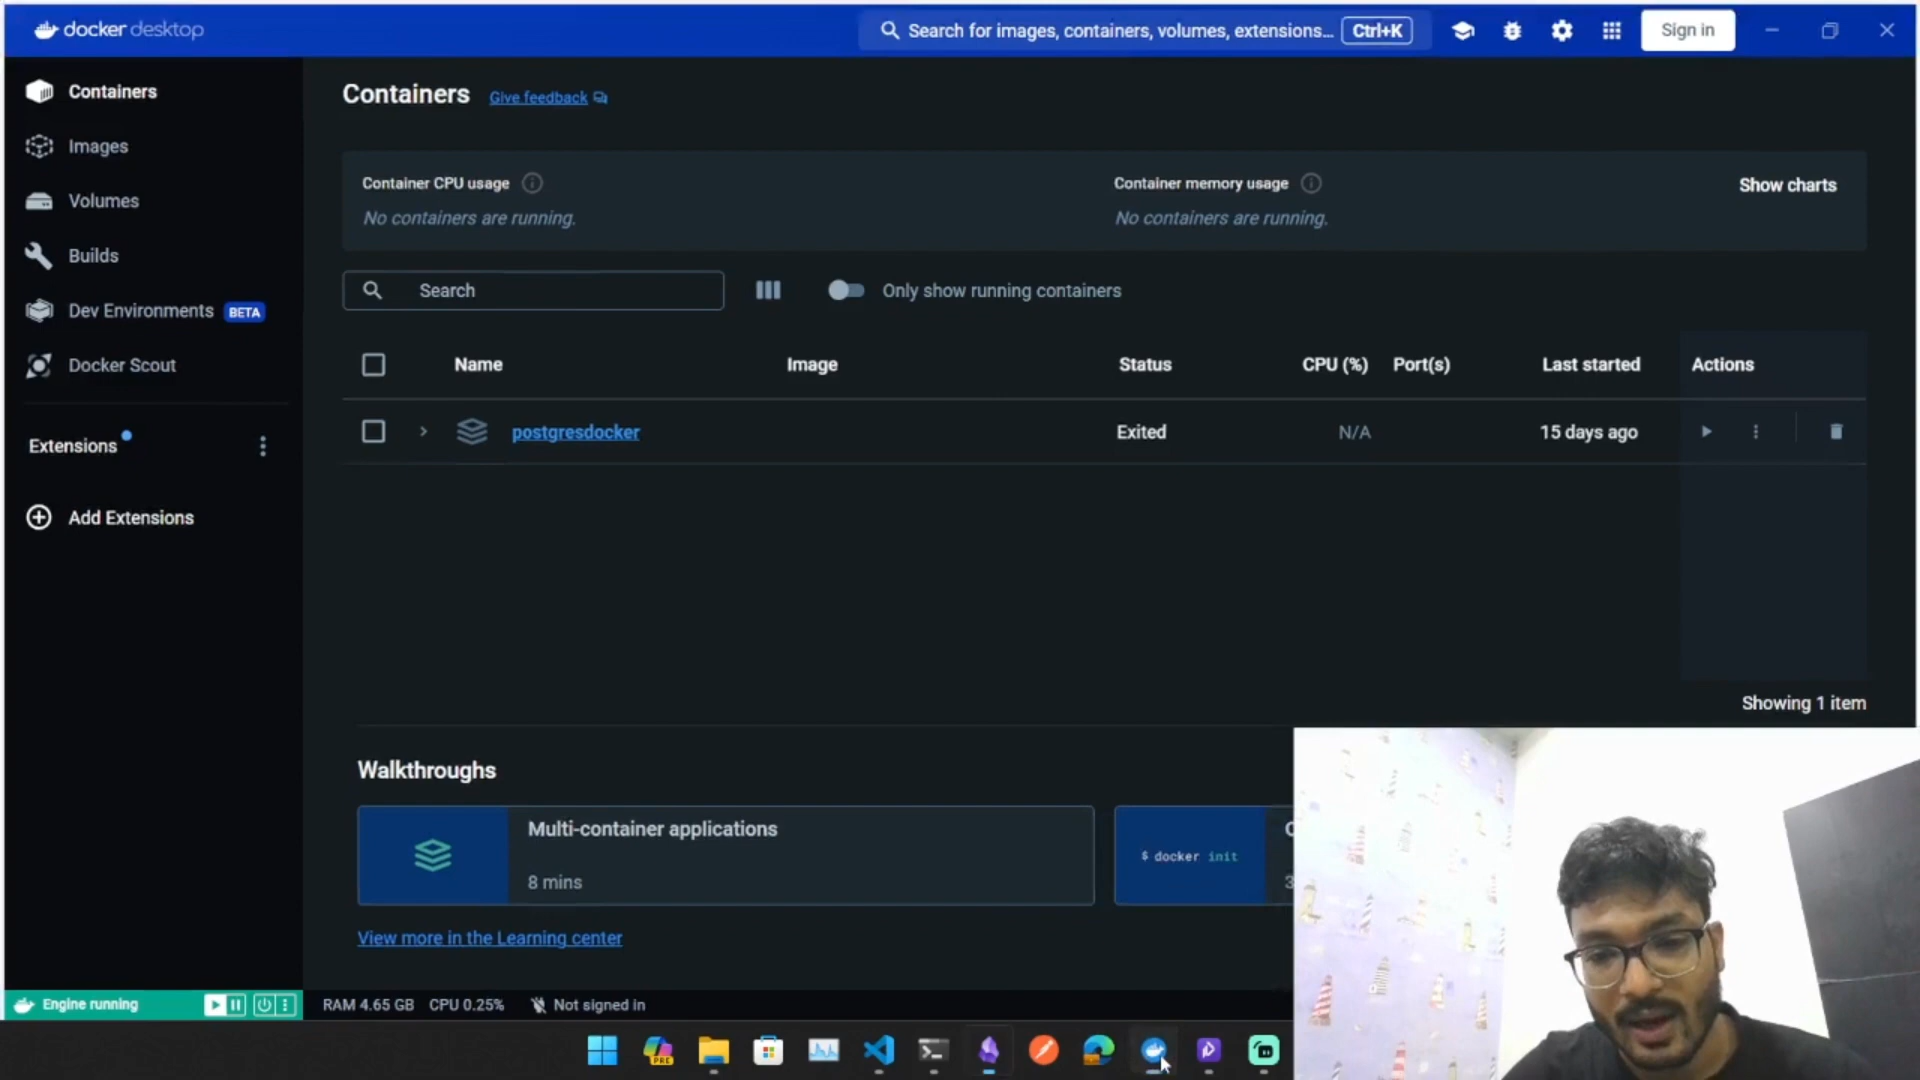 docker desktop
Search for images, containers, volumes, extensions... Ctrl+K
Sign in
Containers
Images
Volumes
Builds
Dev Environments BETA
Docker Scout
Extensions
Add Extensions
Containers Give feedback
Container CPU usage
No containers are running.
Container memory usage
No containers are running.
Show charts
Search
Only show running containers
Name Image Status CPU (%) Port(s) Last started Actions
postgresdocker Exited N/A 15 days ago
Showing 1 item
Walkthroughs
Multi-container applications
8 mins
$ docker init
View more in the Learning center
Engine running
RAM 4.65 GB CPU 0.25% Not signed in
PRE